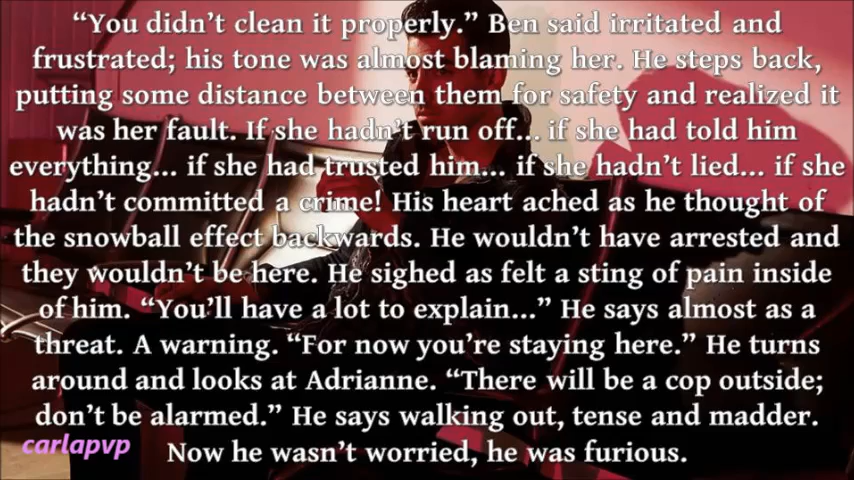 “You didn’t clean it properly.” Ben said irritated and
frustrated; his tone was almost blaming her. He steps back,
putting some distance between them for safety and realized it
was her fault. If she hadn’t run off... if she had told him
everything... if she had trusted him... if she hadn’t lied... if she
hadn’t committed a crime! His heart ached as he thought of
the snowball effect backwards. He wouldn’t have arrested and
they wouldn’t be here. He sighed as felt a sting of pain inside
of him. “You’ll have a lot to explain...” He says almost as a
threat. A warning. “For now you’re staying here.” He turns
around and looks at Adrianne. “There will be a cop outside;
don’t be alarmed.” He says walking out, tense and madder.
Now he wasn’t worried, he was furious.
carlapvp